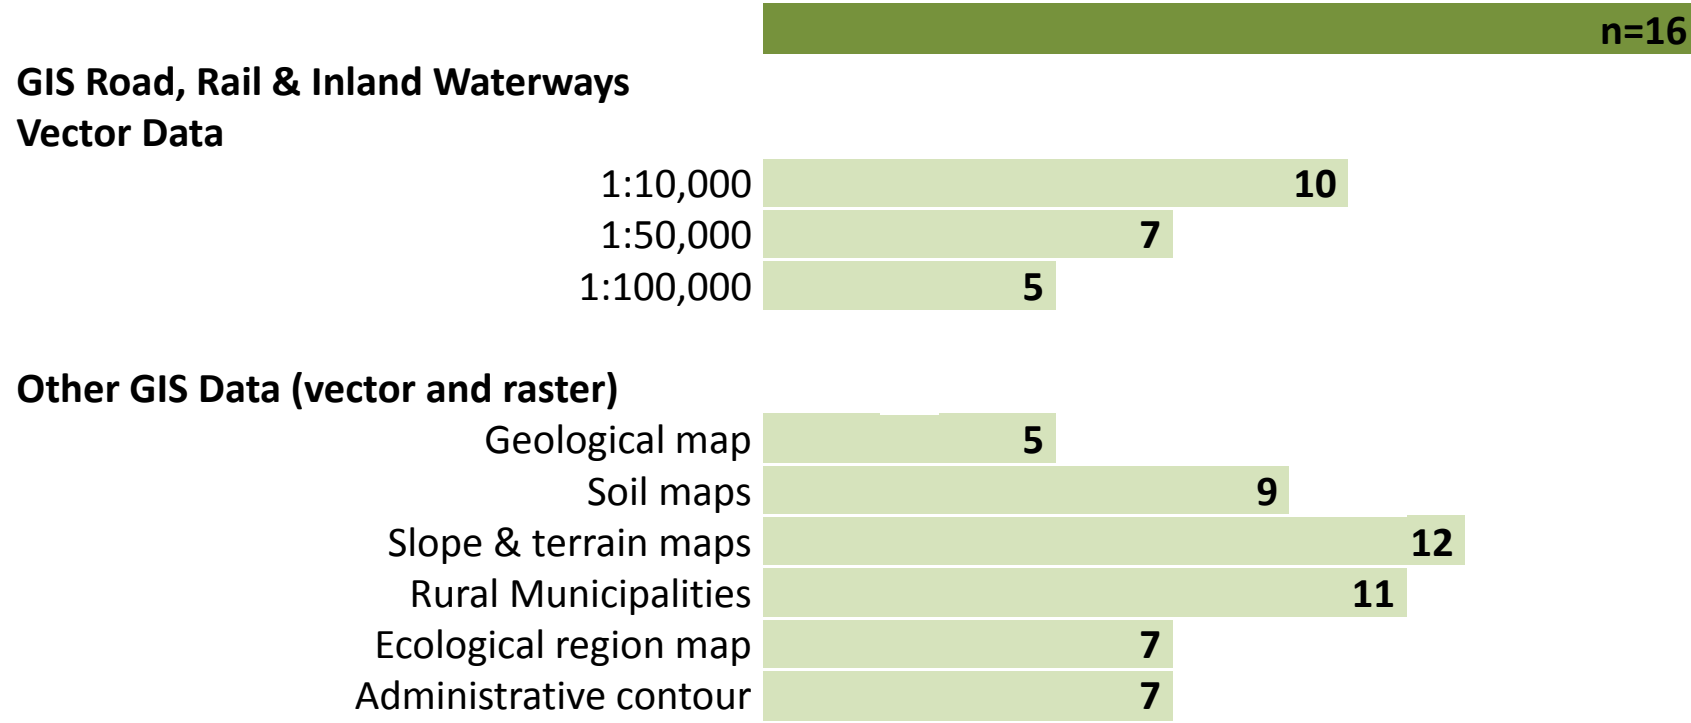 n=16
GIS Road, Rail & Inland Waterways
Vector Data
1:10,000 10
1:50,000 7
1:100,000 5
Other GIS Data (vector and raster)
Geological map 5
Soil maps 9
Slope & terrain maps 12
Rural Municipalities 11
Ecological region map 7
Administrative contour 7